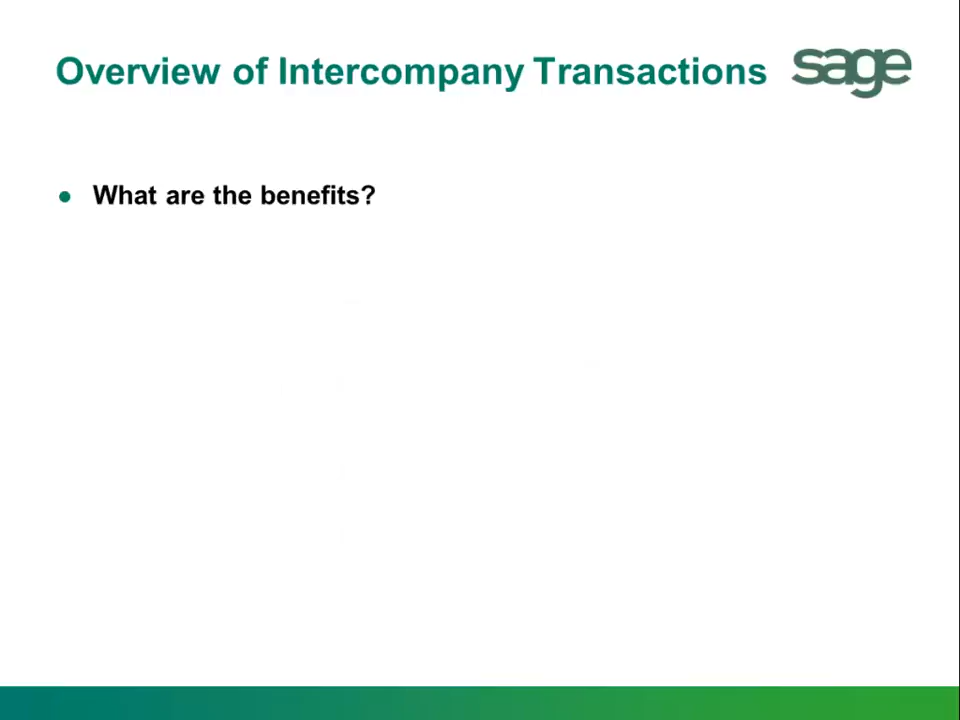 Overview of Intercompany Transactions
sage
● What are the benefits?